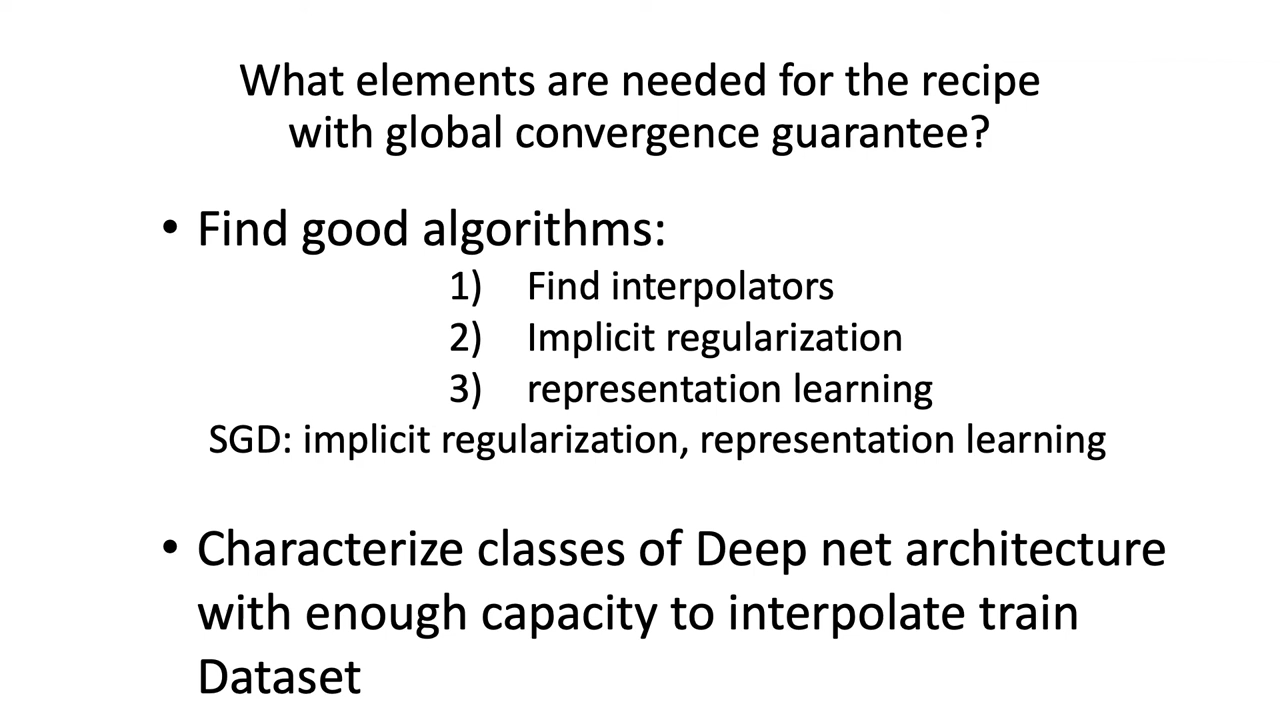 What elements are needed for the recipe
with global convergence guarantee?
• Find good algorithms:
1) Find interpolators
2) Implicit regularization
3) representation learning
SGD: implicit regularization, representation learning
• Characterize classes of Deep net architecture
with enough capacity to interpolate train
Dataset